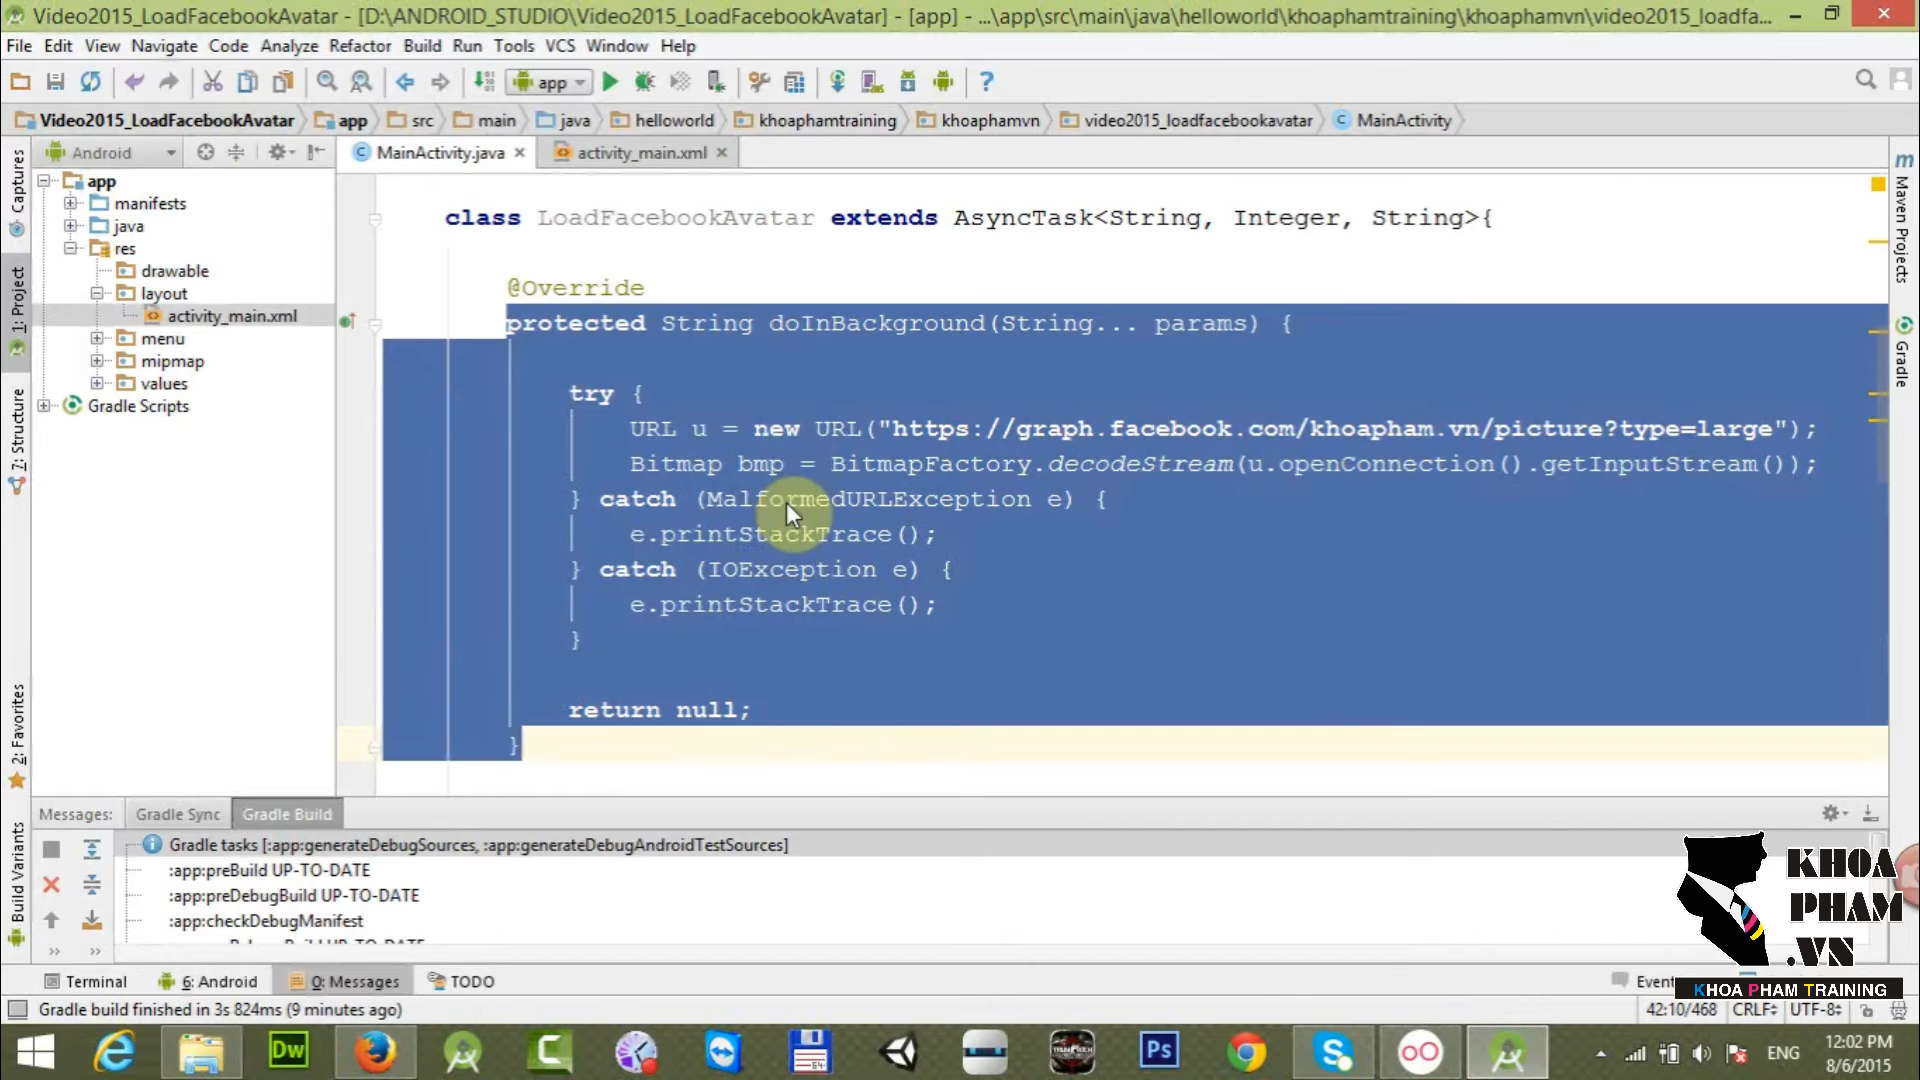 Video2015_LoadFacebookAvatar - [D:\ANDROID_STUDIO\Video2015_LoadFacebookAvatar] - [app] - ...\app\src\main\java\helloworld\khoaphamtraining\khoaphamvn\video2015_loadfa...
File Edit View Navigate Code Analyze Refactor Build Run Tools VCS Window Help
app
Video2015_LoadFacebookAvatar app src main java helloworld khoaphamtraining khoaphamvn video2015_loadfacebookavatar MainActivity
Captures
1: Project
7: Structure
2: Favorites
Build Variants
Android
app
manifests
java
res
drawable
layout
activity_main.xml
menu
mipmap
values
Gradle Scripts
MainActivity.java activity_main.xml
class LoadFacebookAvatar extends AsyncTask<String, Integer, String>{
@Override
protected String doInBackground(String... params) {
try {
URL u = new URL("https://graph.facebook.com/khoapham.vn/picture?type=large");
Bitmap bmp = BitmapFactory.decodeStream(u.openConnection().getInputStream());
} catch (MalformedURLException e) {
e.printStackTrace();
} catch (IOException e) {
e.printStackTrace();
}
return null;
}
m Maven Projects
Gradle
Messages: Gradle Sync Gradle Build
Gradle tasks [:app:generateDebugSources, :app:generateDebugAndroidTestSources]
:app:preBuild UP-TO-DATE
:app:preDebugBuild UP-TO-DATE
:app:checkDebugManifest
KHOA
PHAM
.VN
KHOA PHAM TRAINING
Terminal 6: Android 0: Messages TODO
Gradle build finished in 3s 824ms (9 minutes ago)
42:10/468 CRLF UTF-8
Dw
Ps
ENG
12:02 PM
8/6/2015